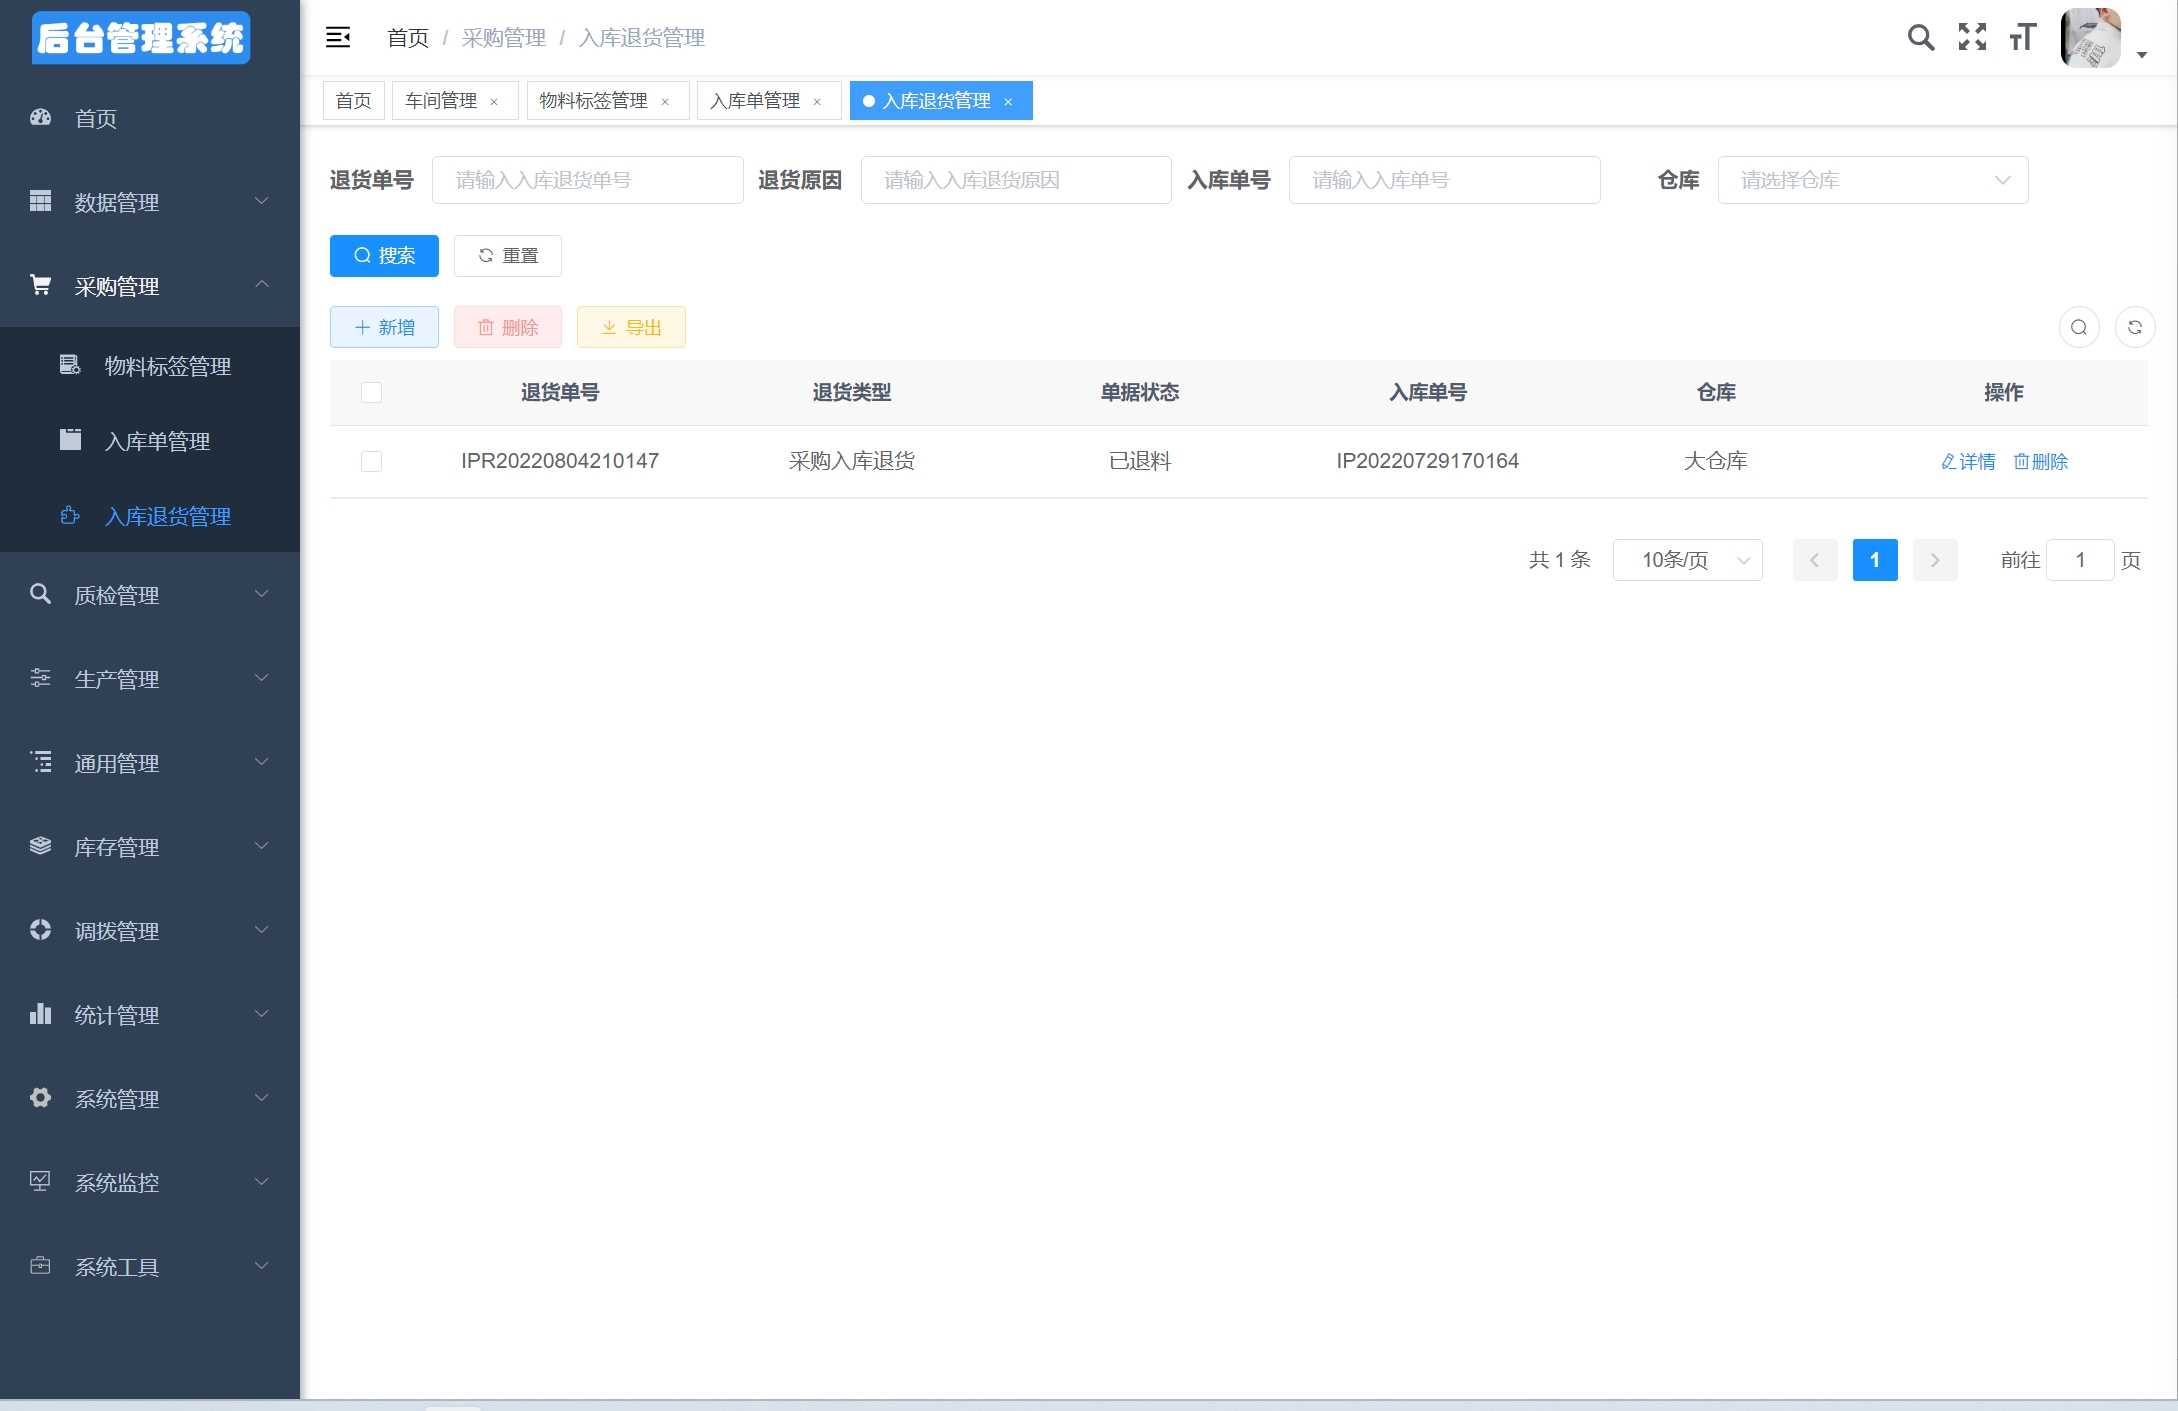 后台管理系统
首页
数据管理
采购管理
物料标签管理
入库单管理
入库退货管理
质检管理
生产管理
通用管理
库存管理
调拨管理
统计管理
系统管理
系统监控
系统工具
首页 / 采购管理 / 入库退货管理
首页 车间管理 × 物料标签管理 × 入库单管理 × 入库退货管理 ×
退货单号 请输入入库退货单号 退货原因 请输入入库退货原因 入库单号 请输入入库单号 仓库 请选择仓库
搜索 重置
新增 删除 导出
退货单号 退货类型 单据状态 入库单号 仓库 操作
IPR20220804210147 采购入库退货 已退料 IP20220729170164 大仓库 详情 删除
共 1 条 10条/页 1 前往 1 页